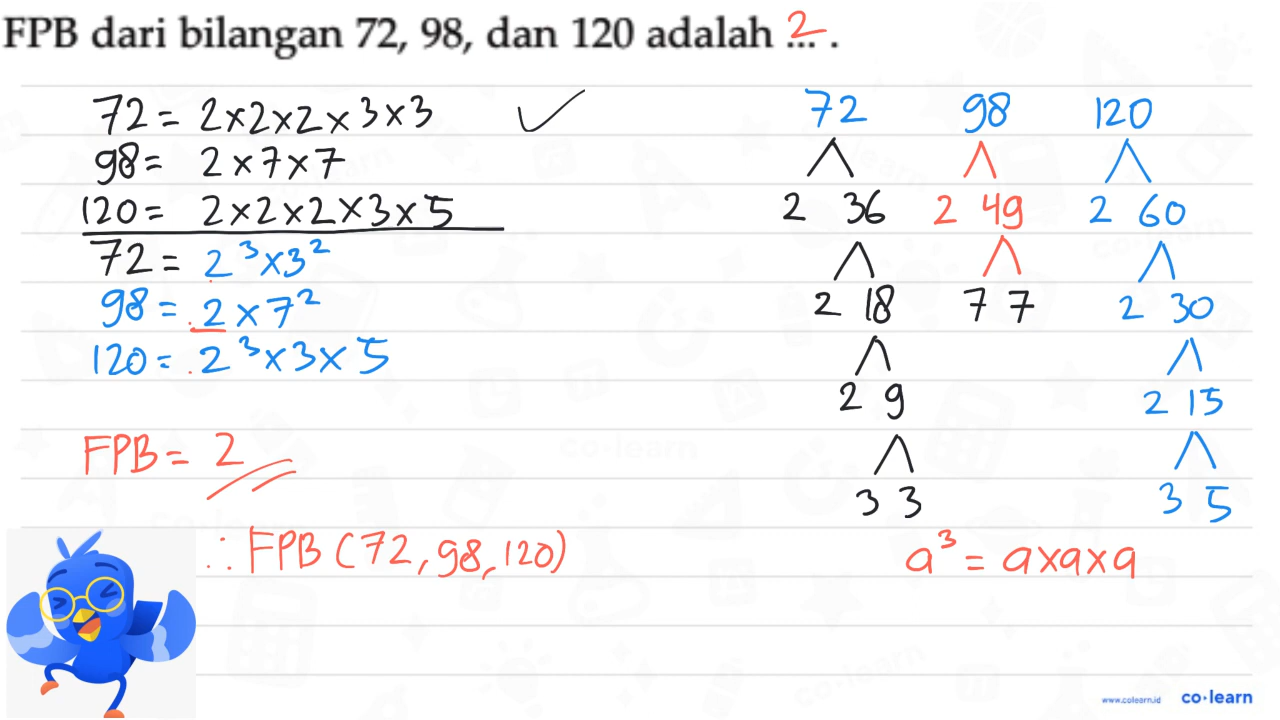 FPB dari bilangan 72, 98, dan 120 adalah 2 ... .
72 = 2×2×2×3×3 ✓
98 = 2×7×7
120 = 2×2×2×3×5
72 = 2³×3²
98 = 2×7²
120 = 2³×3×5
FPB = 2
∴ FPB (72, 98, 120)
72 98 120
2 36 2 49 2 60
2 18 7 7 2 30
2 9 2 15
3 3 3 5
a³ = a×a×a
www.colearn.id co·learn